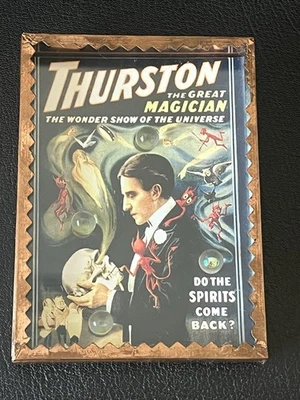 THURSTON
THE GREAT
MAGICIAN
THE WONDER SHOW OF THE UNIVERSE
DO THE
SPIRITS
COME
BACK?